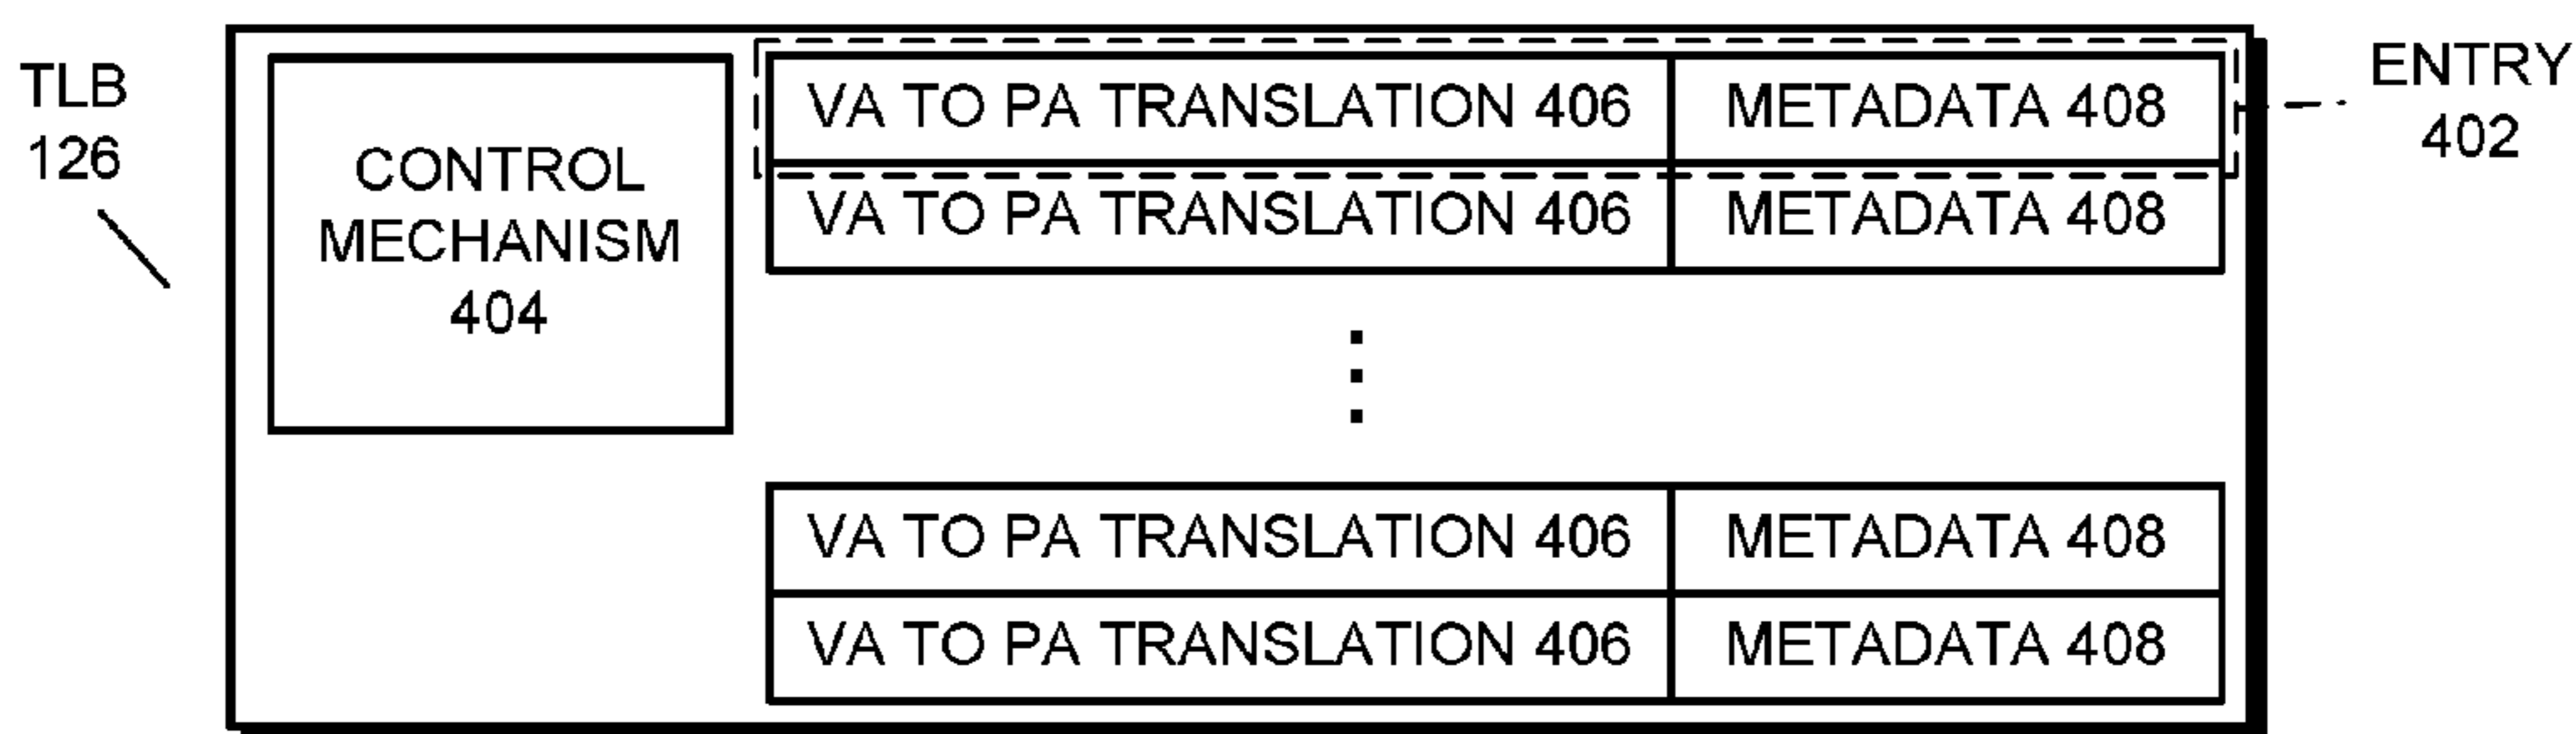 TLB
126
CONTROL
MECHANISM
404
VA TO PA TRANSLATION 406 METADATA 408
VA TO PA TRANSLATION 406 METADATA 408
VA TO PA TRANSLATION 406 METADATA 408
VA TO PA TRANSLATION 406 METADATA 408
ENTRY
402